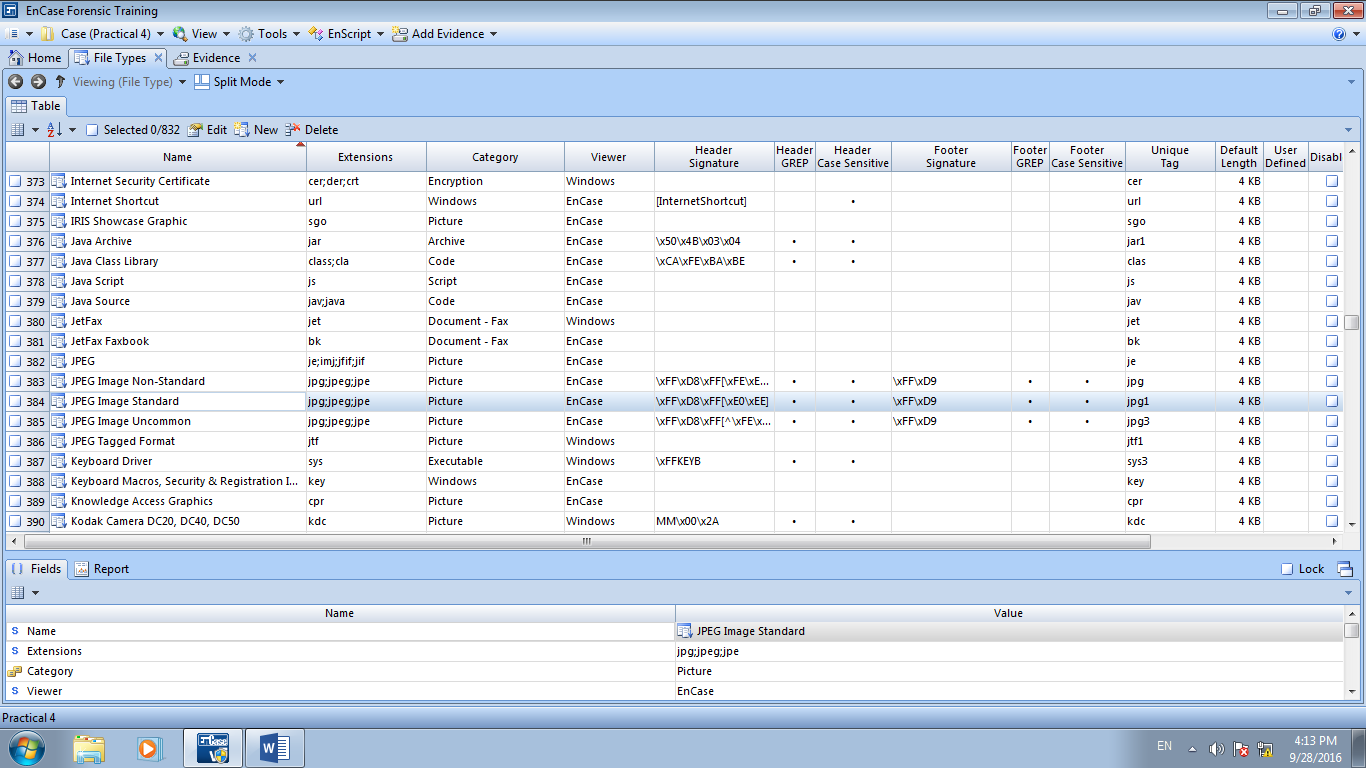 EnCase Forensic Training
Case (Practical 4) View Tools EnScript Add Evidence
Home File Types Evidence
Viewing (File Type) Split Mode
Table
Selected 0/832 Edit New Delete
Name Extensions Category Viewer Header Signature Header GREP Header Case Sensitive Footer Signature Footer GREP Footer Case Sensitive Unique Tag Default Length User Defined Disabl
373 Internet Security Certificate cer;der;crt Encryption Windows cer 4 KB
374 Internet Shortcut url Windows EnCase [InternetShortcut] • url 4 KB
375 IRIS Showcase Graphic sgo Picture EnCase sgo 4 KB
376 Java Archive jar Archive EnCase \x50\x4B\x03\x04 • • jar1 4 KB
377 Java Class Library class;cla Code EnCase \xCA\xFE\xBA\xBE • • clas 4 KB
378 Java Script js Script EnCase js 4 KB
379 Java Source jav;java Code EnCase jav 4 KB
380 JetFax jet Document - Fax Windows jet 4 KB
381 JetFax Faxbook bk Document - Fax EnCase bk 4 KB
382 JPEG je;imj;jfif;jif Picture EnCase je 4 KB
383 JPEG Image Non-Standard jpg;jpeg;jpe Picture EnCase \xFF\xD8\xFF[\xFE\xE... • • \xFF\xD9 • • jpg 4 KB
384 JPEG Image Standard jpg;jpeg;jpe Picture EnCase \xFF\xD8\xFF[\xE0\xEE] • • \xFF\xD9 • • jpg1 4 KB
385 JPEG Image Uncommon jpg;jpeg;jpe Picture EnCase \xFF\xD8\xFF[^\xFE\x... • • \xFF\xD9 • • jpg3 4 KB
386 JPEG Tagged Format jtf Picture Windows jtf1 4 KB
387 Keyboard Driver sys Executable Windows \xFFKEYB • • sys3 4 KB
388 Keyboard Macros, Security & Registration I... key Windows EnCase key 4 KB
389 Knowledge Access Graphics cpr Picture EnCase cpr 4 KB
390 Kodak Camera DC20, DC40, DC50 kdc Picture Windows MM\x00\x2A • • kdc 4 KB
Fields Report Lock
Name Value
Name JPEG Image Standard
Extensions jpg;jpeg;jpe
Category Picture
Viewer EnCase
Practical 4
EnCase
EN 4:13 PM
9/28/2016